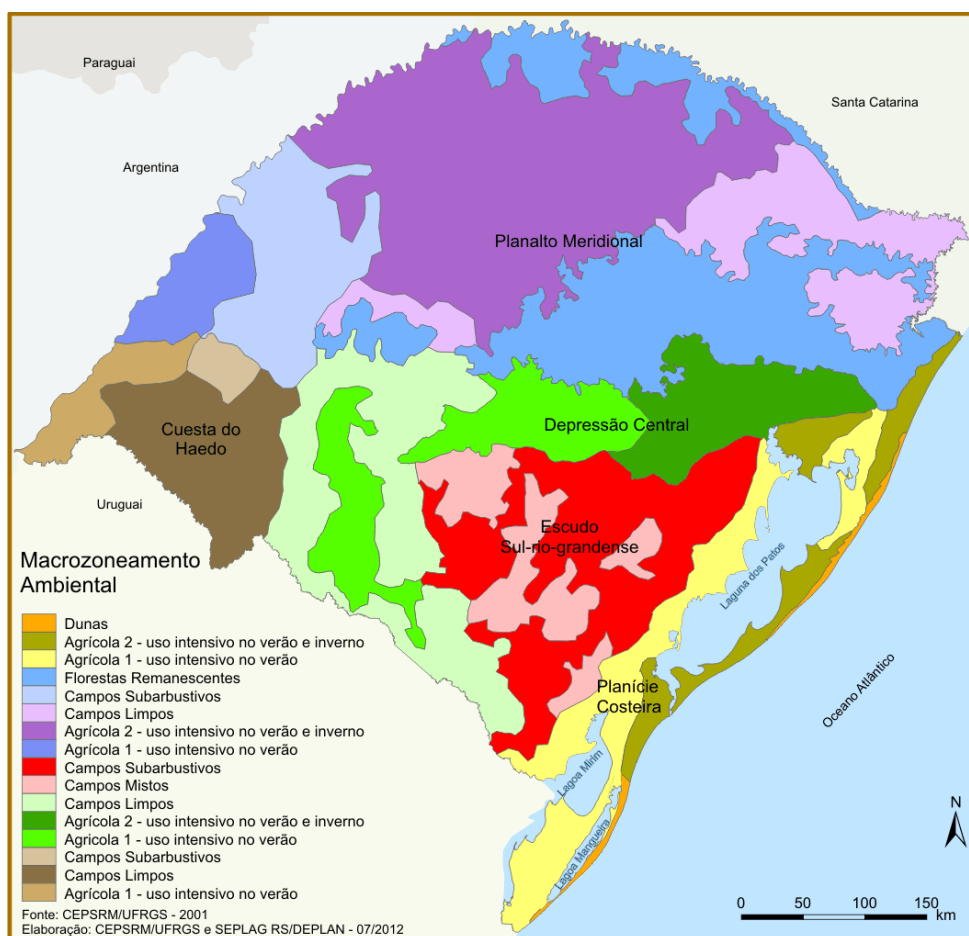 Paraguai
Santa Catarina
Argentina
Planalto Meridional
Depressão Central
Cuesta do
Haedo
Uruguai
Escudo
Sul-rio-grandense
Laguna dos Patos
Planície
Costeira
Oceano Atlântico
Lagoa Mirim
Lagoa Mangueira
Macrozoneamento
Ambiental
Dunas
Agrícola 2 - uso intensivo no verão e inverno
Agrícola 1 - uso intensivo no verão
Florestas Remanescentes
Campos Subarbustivos
Campos Limpos
Agrícola 2 - uso intensivo no verão e inverno
Agrícola 1 - uso intensivo no verão
Campos Subarbustivos
Campos Mistos
Campos Limpos
Agrícola 2 - uso intensivo no verão e inverno
Agricola 1 - uso intensivo no verão
Campos Subarbustivos
Campos Limpos
Agrícola 1 - uso intensivo no verão
Fonte: CEPSRM/UFRGS - 2001
Elaboração: CEPSRM/UFRGS e SEPLAG RS/DEPLAN - 07/2012
N
0 50 100 150
km